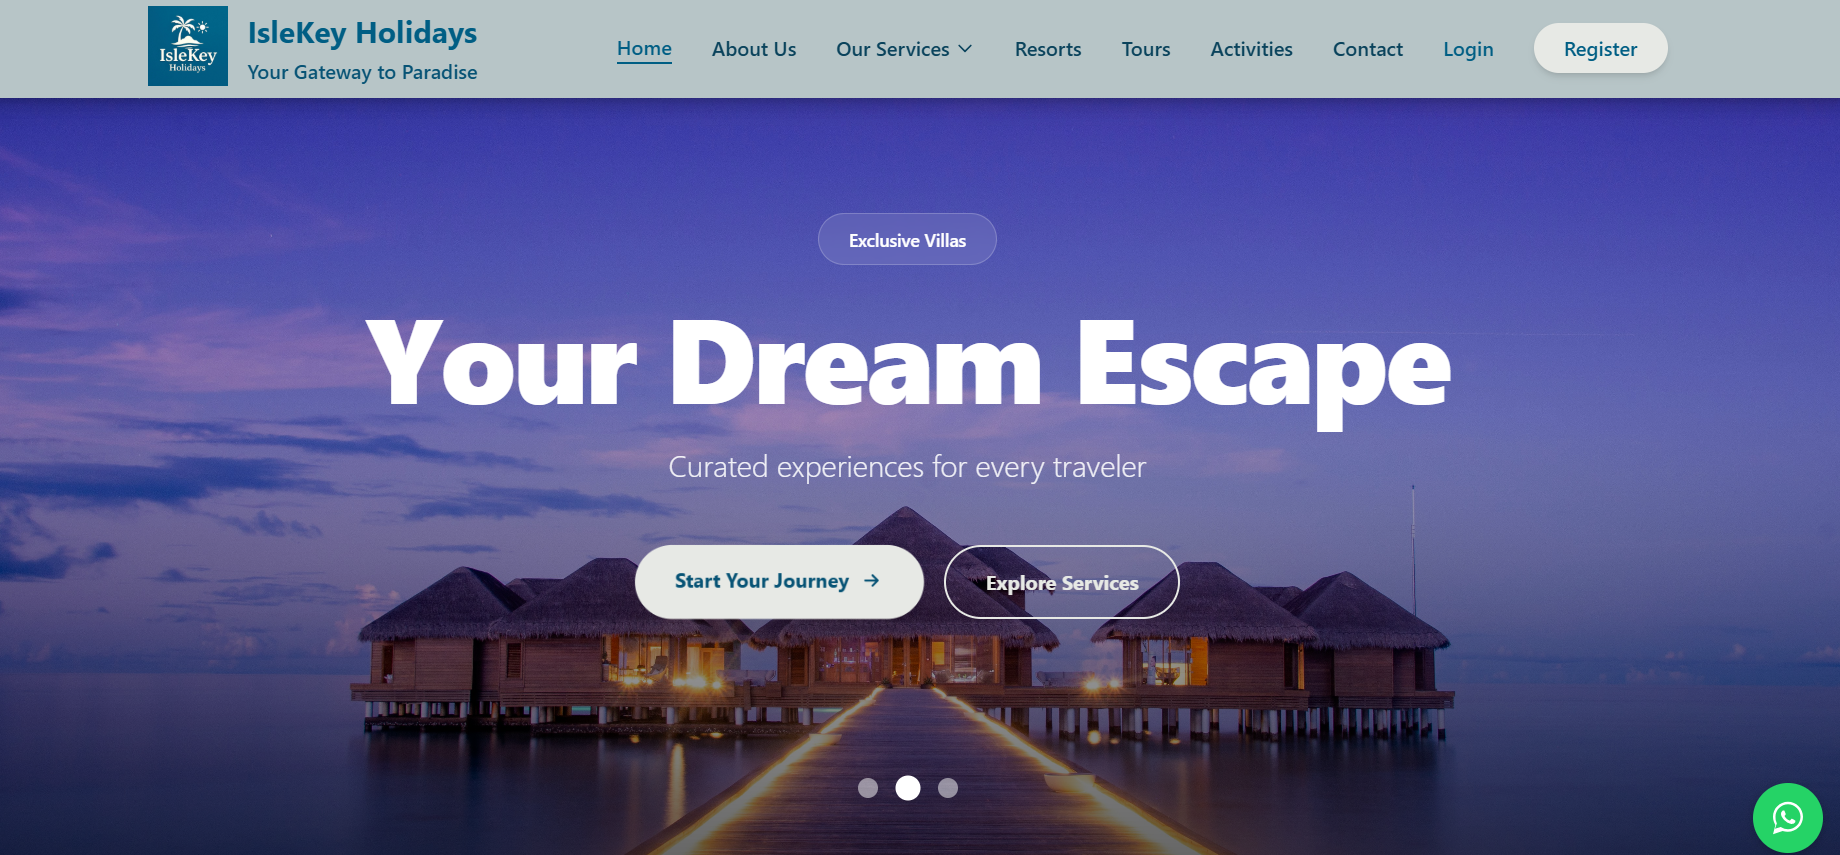 IsleKey
Holidays
IsleKey Holidays
Your Gateway to Paradise
Home
About Us
Our Services
Resorts
Tours
Activities
Contact
Login
Register
Exclusive Villas
Your Dream Escape
Curated experiences for every traveler
Start Your Journey →
Explore Services